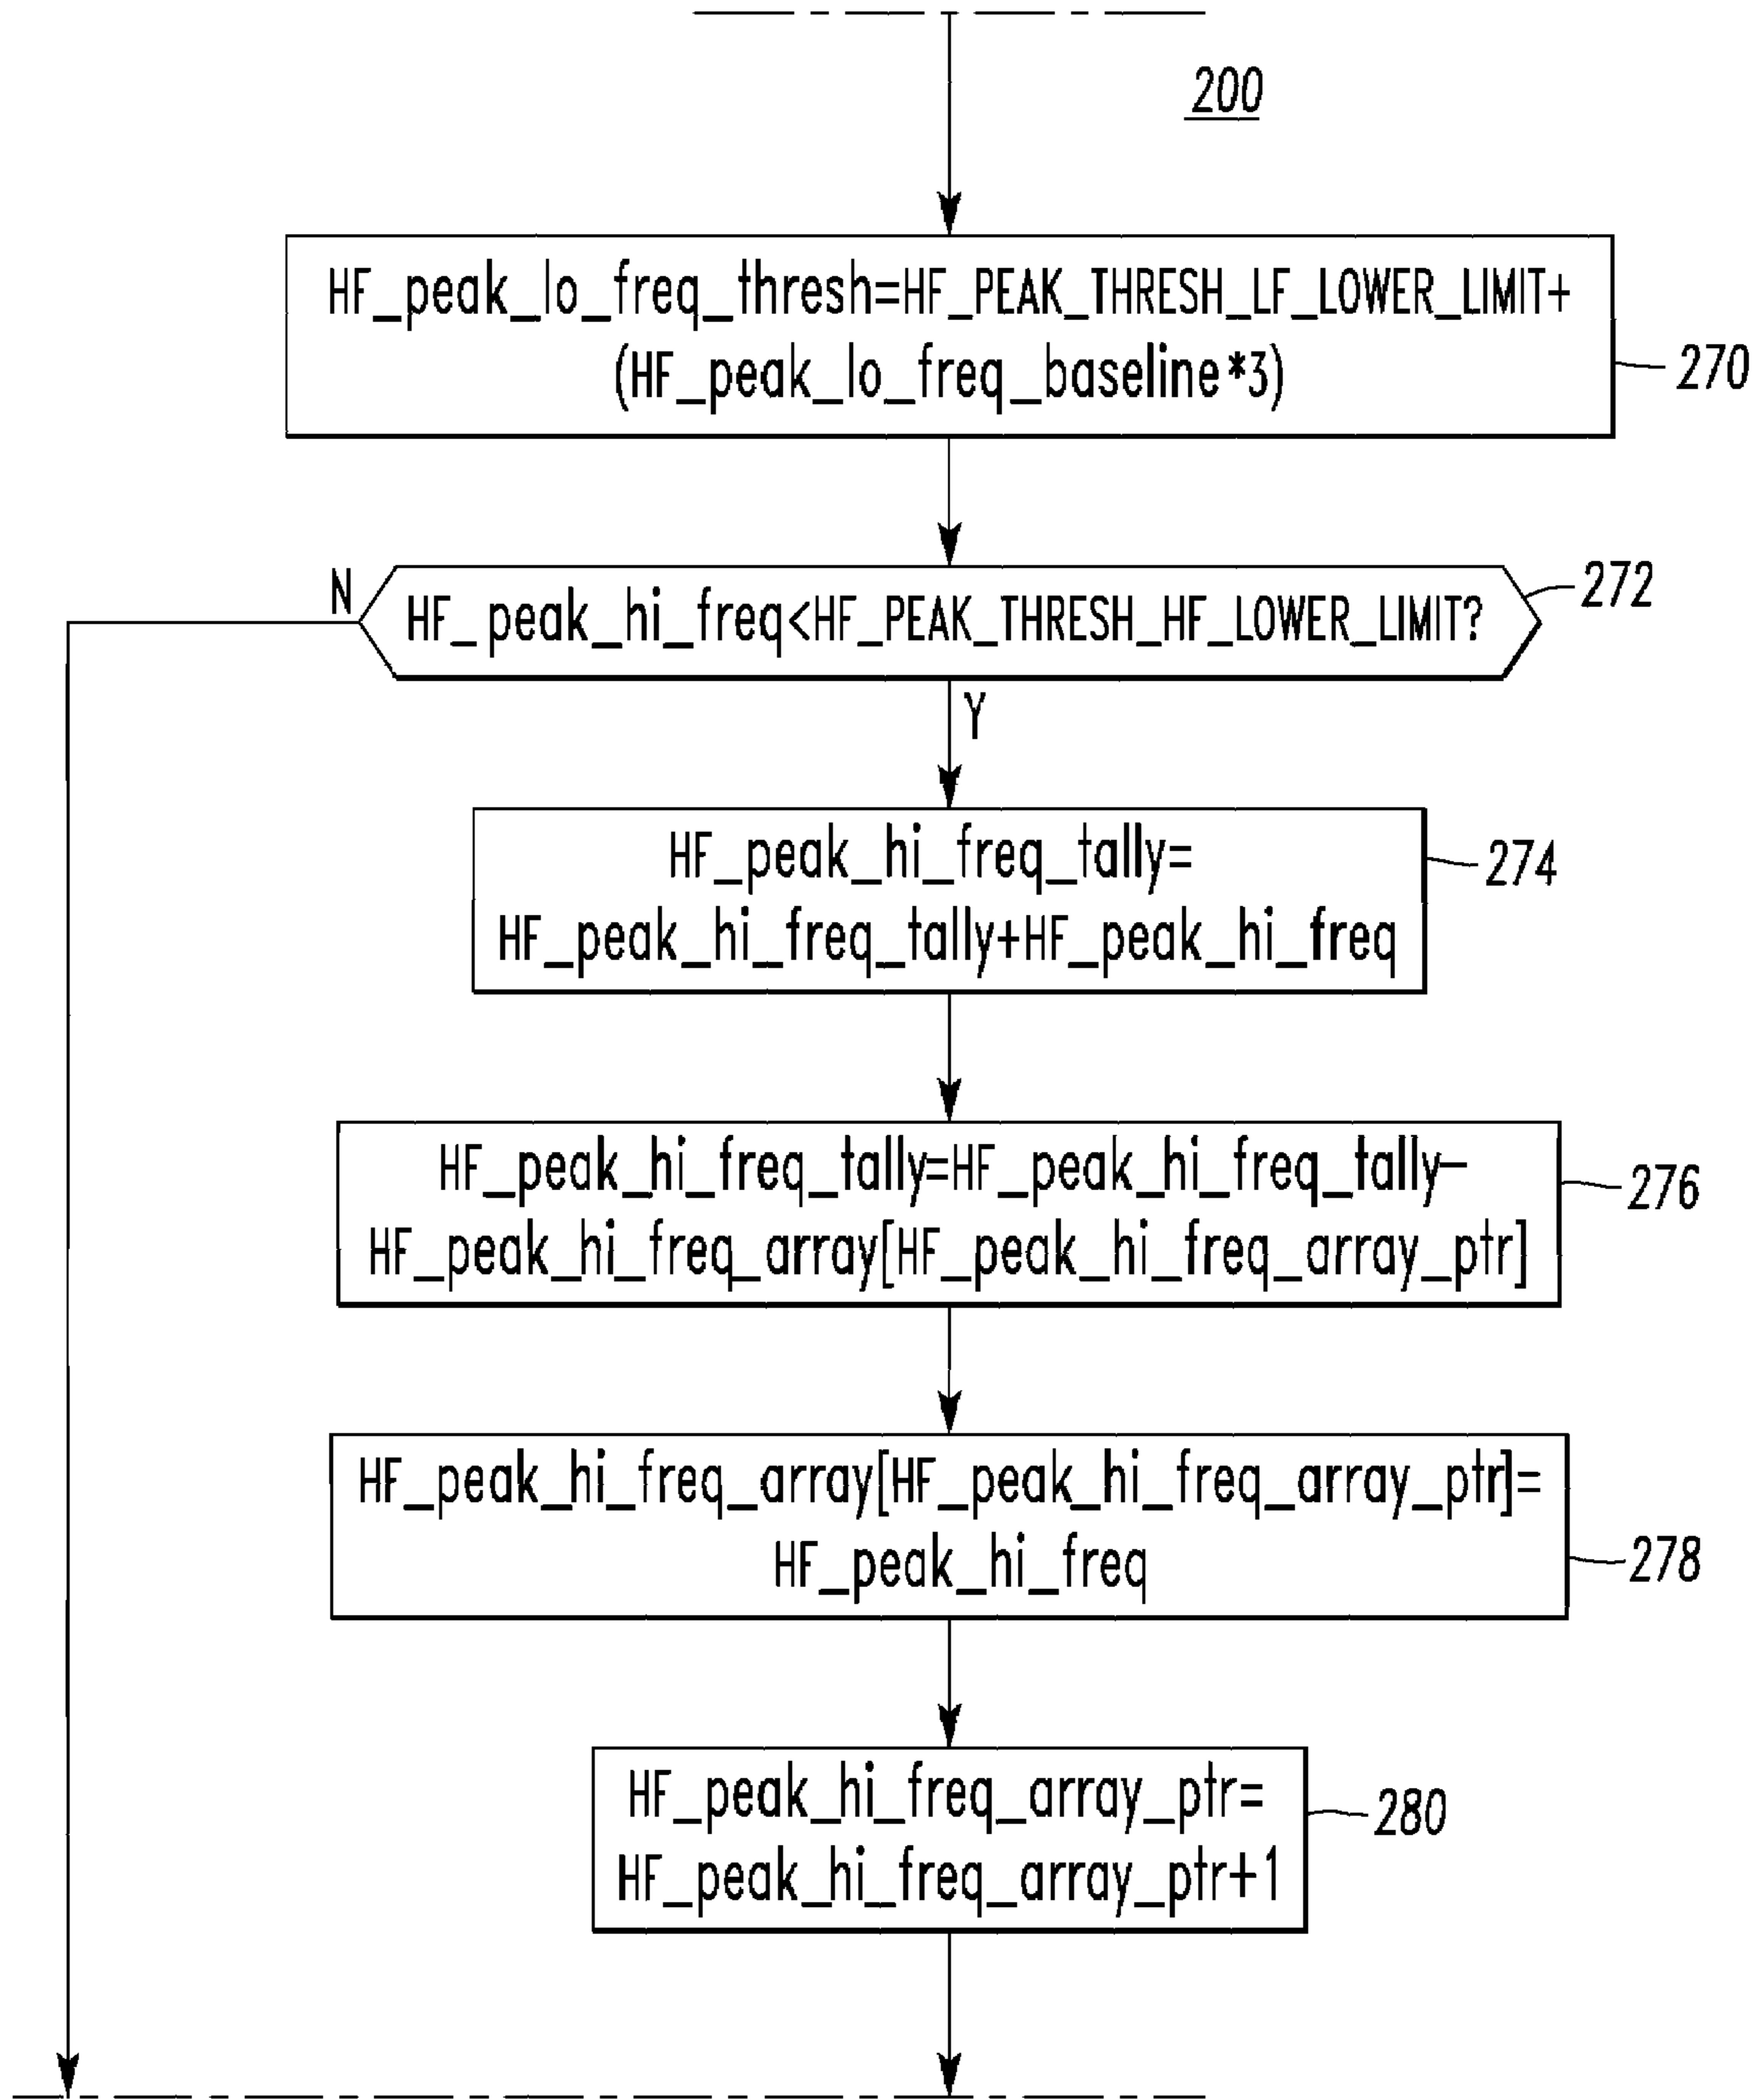 200
HF_peak_lo_freq_thresh=HF_PEAK_THRESH_LF_LOWER_LIMIT+
(HF_peak_lo_freq_baseline*3)
270
N
HF_peak_hi_freq<HF_PEAK_THRESH_HF_LOWER_LIMIT?
272
Y
HF_peak_hi_freq_tally=
HF_peak_hi_freq_tally+HF_peak_hi_freq
274
HF_peak_hi_freq_tally=HF_peak_hi_freq_tally-
HF_peak_hi_freq_array[HF_peak_hi_freq_array_ptr]
276
HF_peak_hi_freq_array[HF_peak_hi_freq_array_ptr]=
HF_peak_hi_freq
278
HF_peak_hi_freq_array_ptr=
HF_peak_hi_freq_array_ptr+1
280